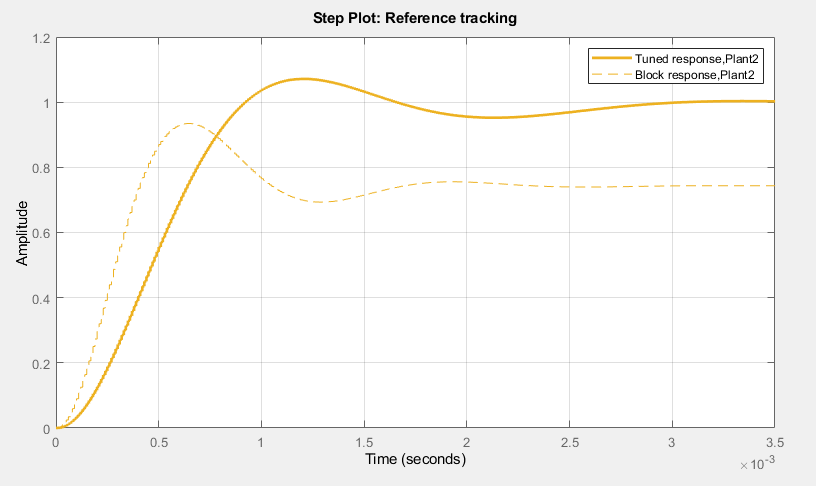 Step Plot: Reference tracking
Tuned response,Plant2
Block response,Plant2
Amplitude
1.2
1
0.8
0.6
0.4
0.2
0
0 0.5 1 1.5 2 2.5 3 3.5
Time (seconds)
×10-3